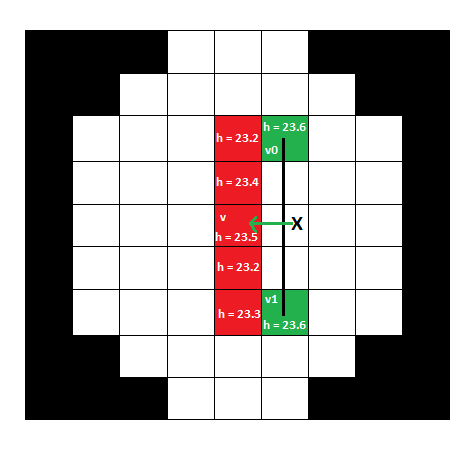 h = 23.6
h = 23.2
v0
h = 23.4
v
X
h = 23.5
h = 23.2
v1
h = 23.3
h = 23.6